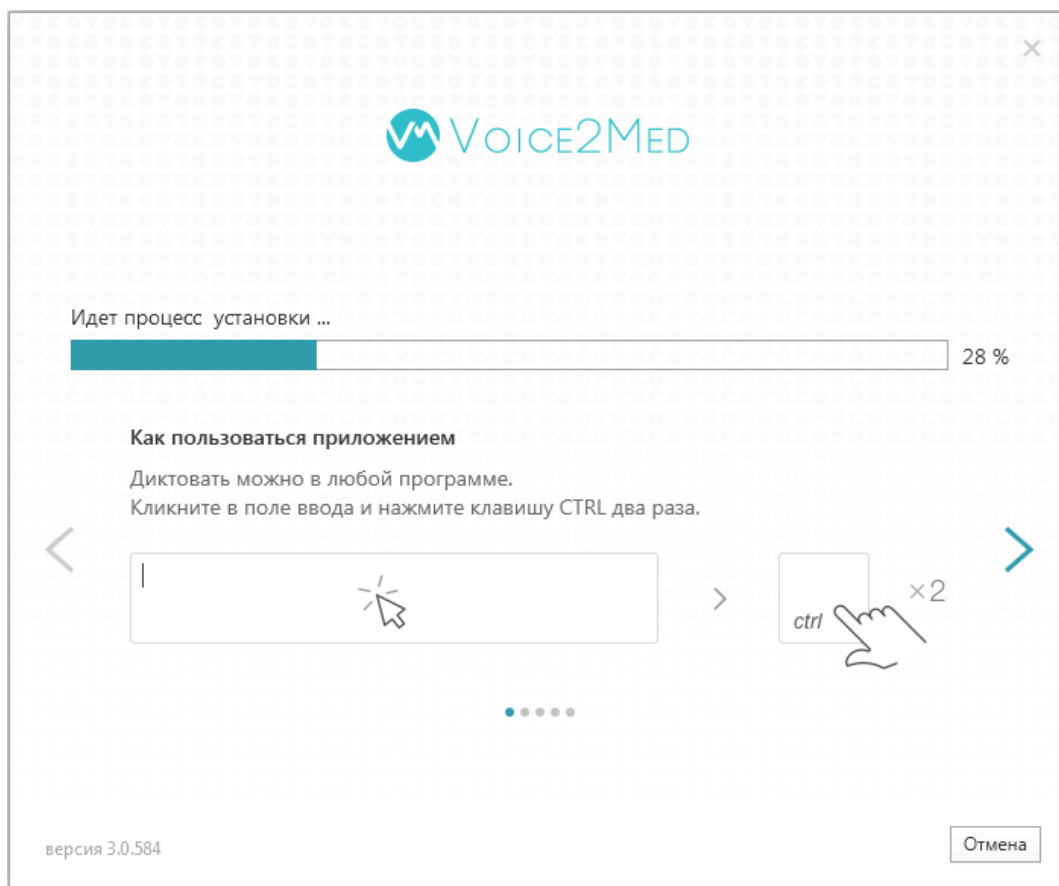 VOICE2MED
Идет процесс установки ...
28 %
Как пользоваться приложением
Диктовать можно в любой программе.
Кликните в поле ввода и нажмите клавишу CTRL два раза.
ctrl
×2
версия 3.0.584
Отмена